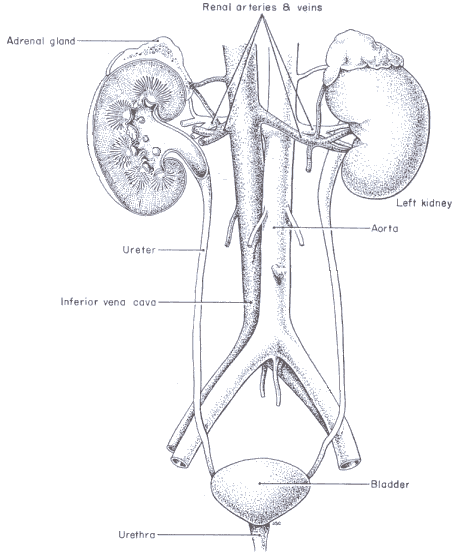 Renal arteries & veins
Adrenal gland
Left kidney
Aorta
Ureter
Inferior vena cava
Bladder
Urethra